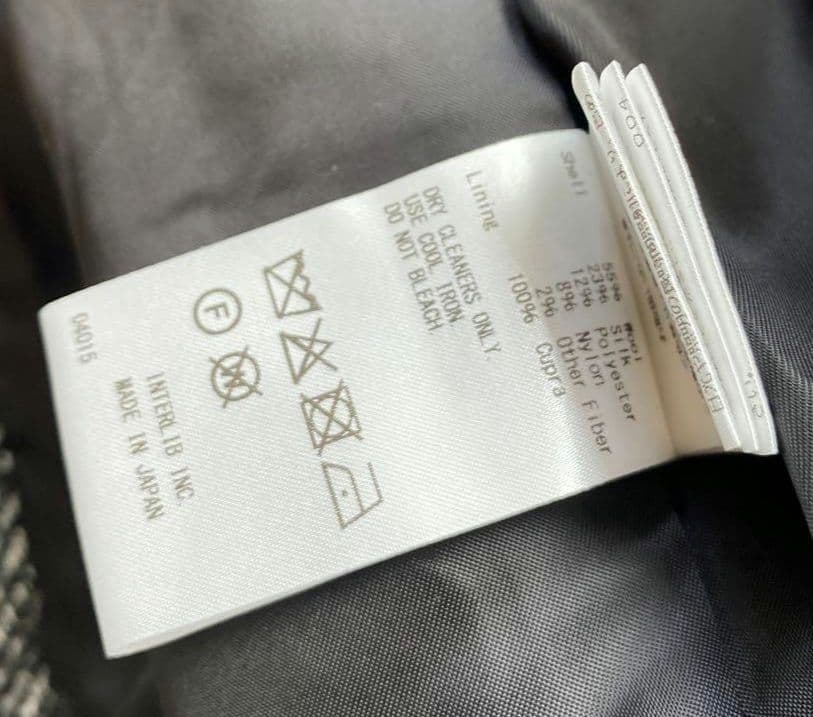 Shell
55% Wool
23% Silk
12% Polyester
8% Nylon
2% Other Fiber
Lining
100% Cupra
DRY CLEANERS ONLY.
USE COOL IRON
DO NOT BLEACH
F
W
INTERLIB INC.
MADE IN JAPAN
04015